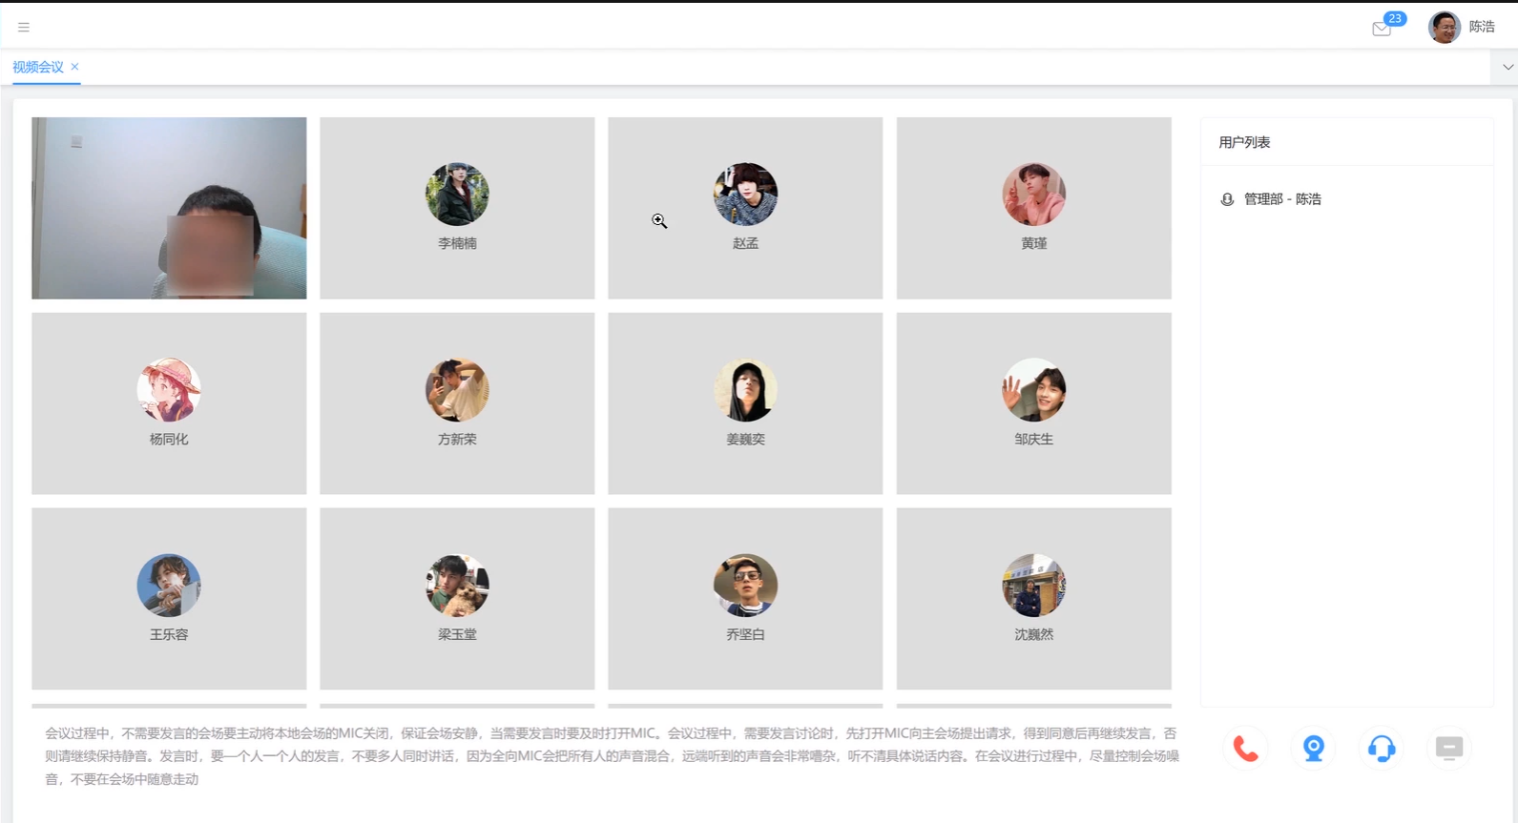 23
陈浩
视频会议 ×
用户列表
管理部 - 陈浩
李楠楠
赵孟
黄瑾
杨同化
方新荣
姜巍奕
邹庆生
王乐容
梁玉堂
乔坚白
沈巍然
会议过程中，不需要发言的会场要主动将本地会场的MIC关闭，保证会场安静，当需要发言时要及时打开MIC。会议过程中，需要发言讨论时，先打开MIC向主会场提出请求，得到同意后再继续发言，否
则请继续保持静音。发言时，要一个人一个人的发言，不要多人同时讲话，因为全向MIC会把所有人的声音混合，远端听到的声音会非常嘈杂，听不清具体说话内容。在会议进行过程中，尽量控制会场噪
音，不要在会场中随意走动